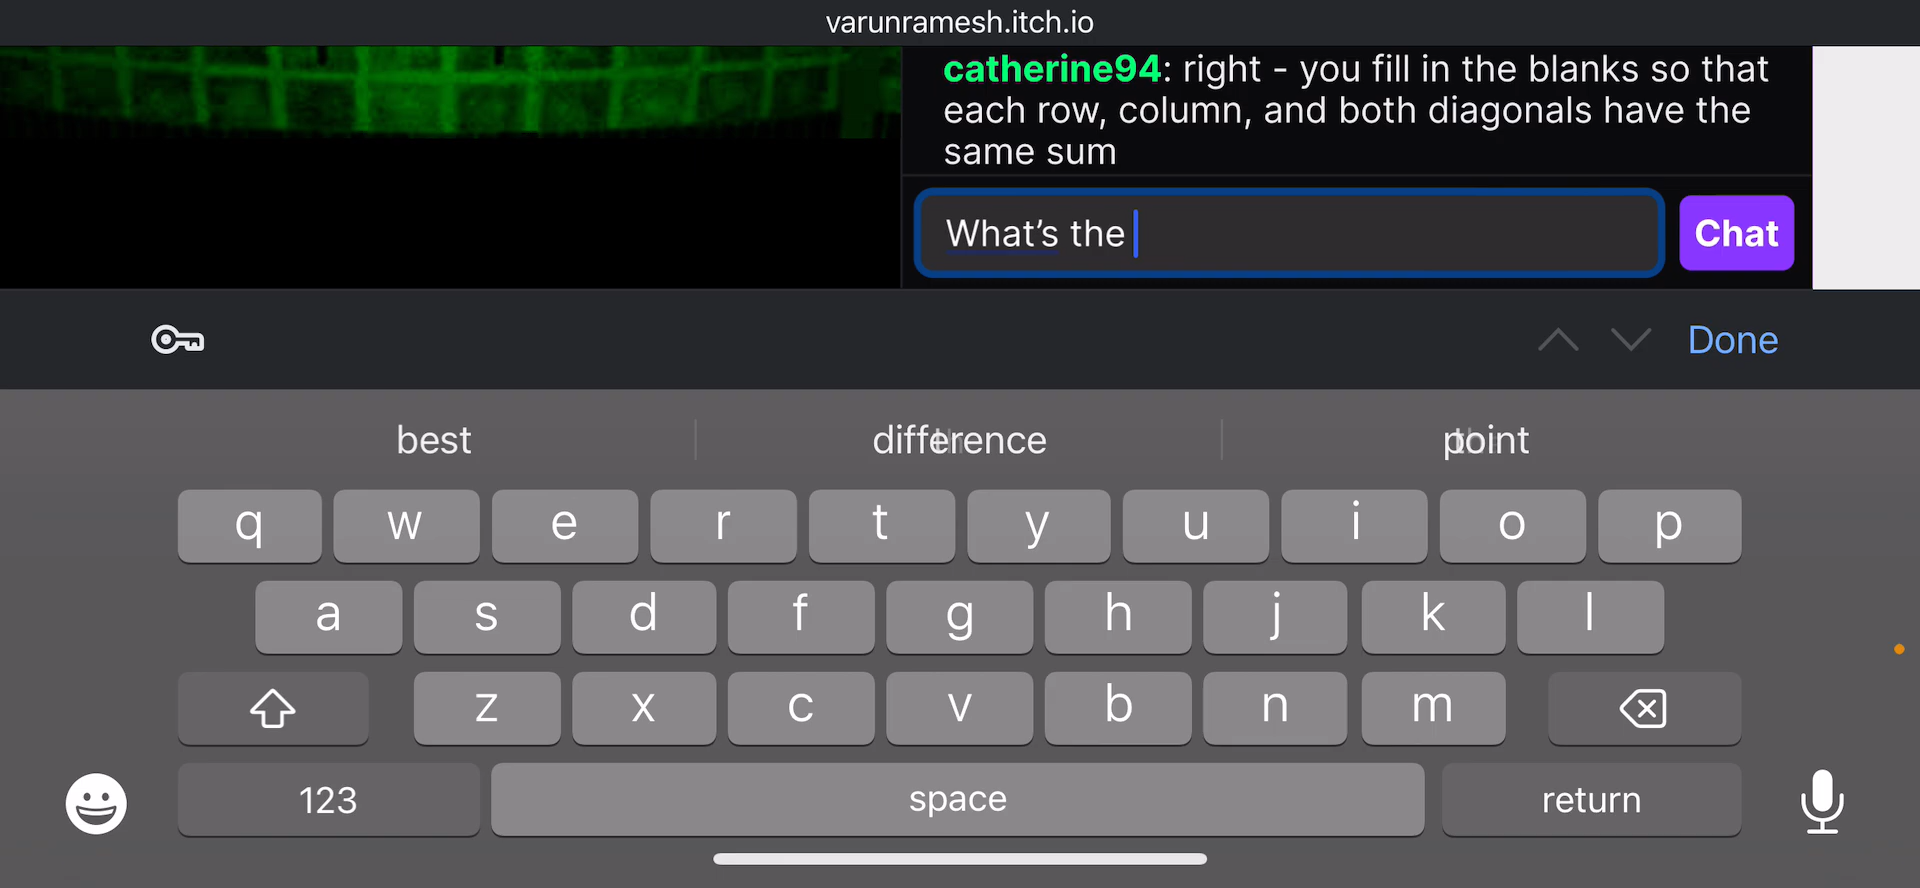 varunramesh.itch.io
catherine94: right - you fill in the blanks so that
each row, column, and both diagonals have the
same sum
What’s the
Chat
Done
best difference point
q w e r t y u i o p
a s d f g h j k l
z x c v b n m
123 space return